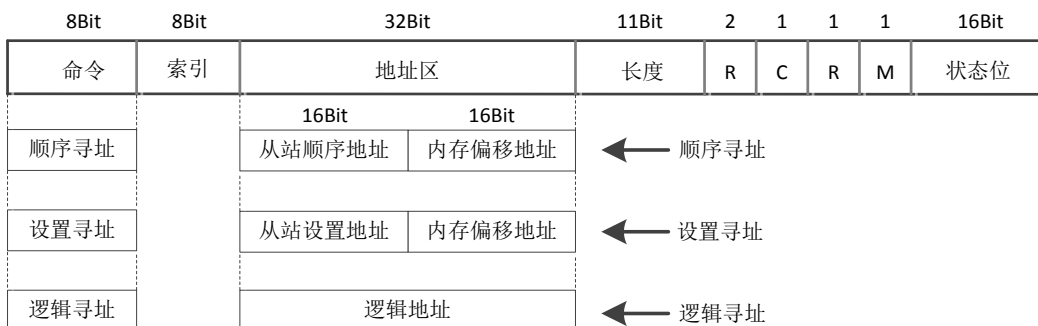 8Bit 8Bit 32Bit 11Bit 2 1 1 1 16Bit
命令 索引 地址区 长度 R C R M 状态位
16Bit 16Bit
顺序寻址 从站顺序地址 内存偏移地址 顺序寻址
设置寻址 从站设置地址 内存偏移地址 设置寻址
逻辑寻址 逻辑地址 逻辑寻址